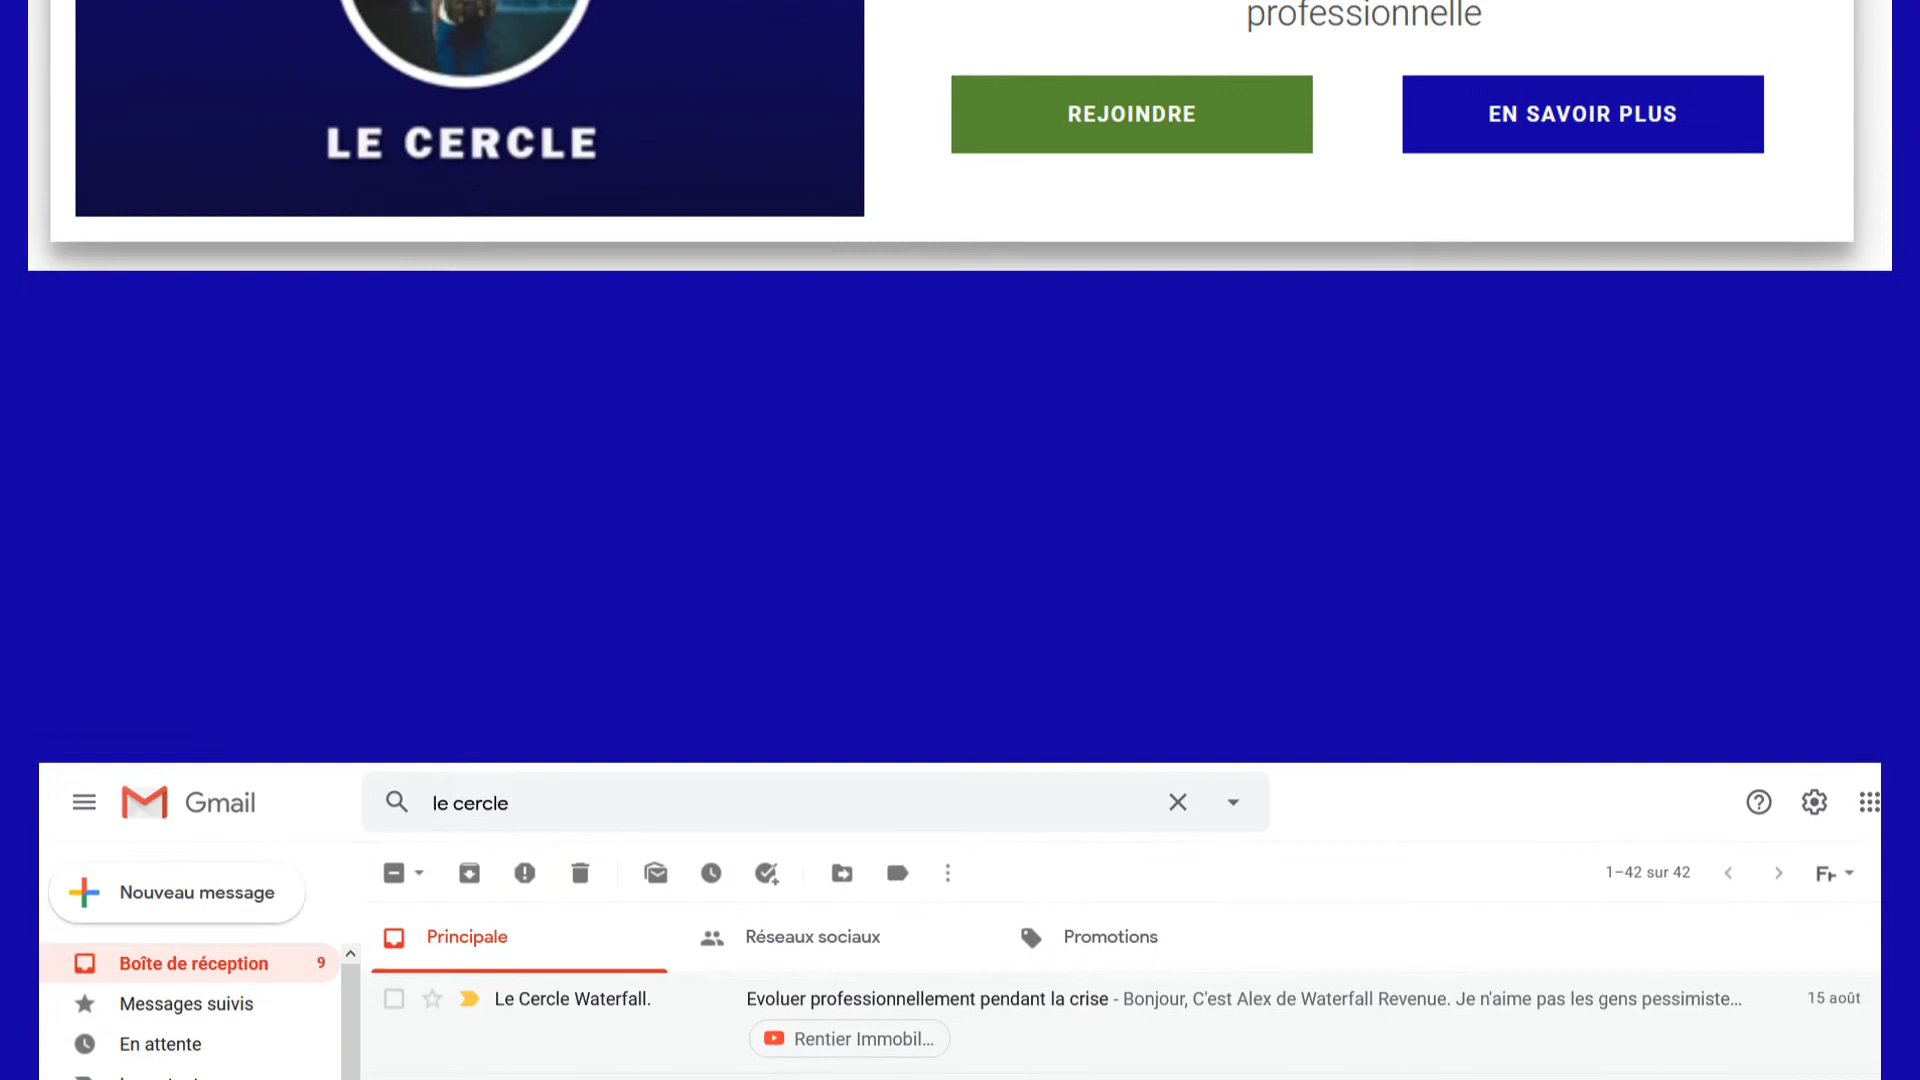 professionnelle
LE CERCLE
REJOINDRE
EN SAVOIR PLUS
Gmail
le cercle
Nouveau message
1–42 sur 42
Principale
Réseaux sociaux
Promotions
Boîte de réception 9
Le Cercle Waterfall.
Evoluer professionnellement pendant la crise - Bonjour, C'est Alex de Waterfall Revenue. Je n'aime pas les gens pessimiste...
15 août
Messages suivis
Rentier Immobil...
En attente